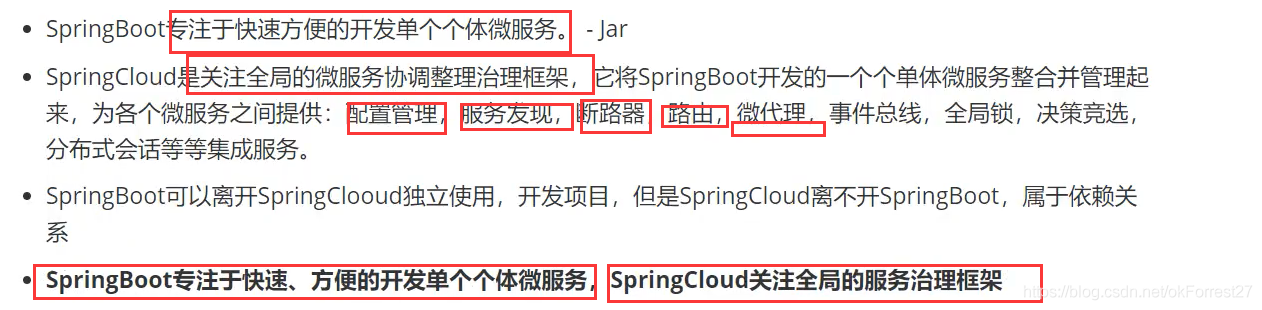 SpringBoot专注于快速方便的开发单个个体微服务。 - Jar
SpringCloud是关注全局的微服务协调整理治理框架，它将SpringBoot开发的一个个单体微服务整合并管理起
来，为各个微服务之间提供：配置管理，服务发现，断路器，路由，微代理，事件总线，全局锁，决策竞选，
分布式会话等等集成服务。
SpringBoot可以离开SpringClooud独立使用，开发项目，但是SpringCloud离不开SpringBoot，属于依赖关
系
SpringBoot专注于快速、方便的开发单个个体微服务，SpringCloud关注全局的服务治理框架
https://blog.csdn.net/okForrest27